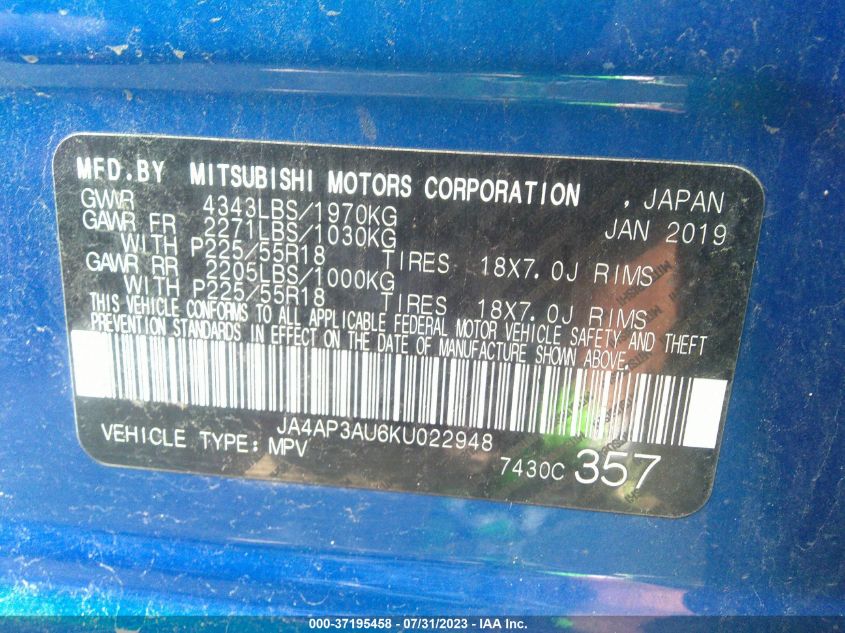 MFD.BY MITSUBISHI MOTORS CORPORATION , JAPAN
GVWR 4343LBS/1970KG JAN 2019
GAWR FR 2271LBS/1030KG
WITH P225/55R18 TIRES 18X7.0J RIMS
GAWR RR 2205LBS/1000KG
WITH P225/55R18 TIRES 18X7.0J RIMS
THIS VEHICLE CONFORMS TO ALL APPLICABLE FEDERAL MOTOR VEHICLE SAFETY AND THEFT
PREVENTION STANDARDS IN EFFECT ON THE DATE OF MANUFACTURE SHOWN ABOVE.
JA4AP3AU6KU022948
VEHICLE TYPE: MPV 7430C 357
000-37195458 - 07/31/2023 - IAA Inc.